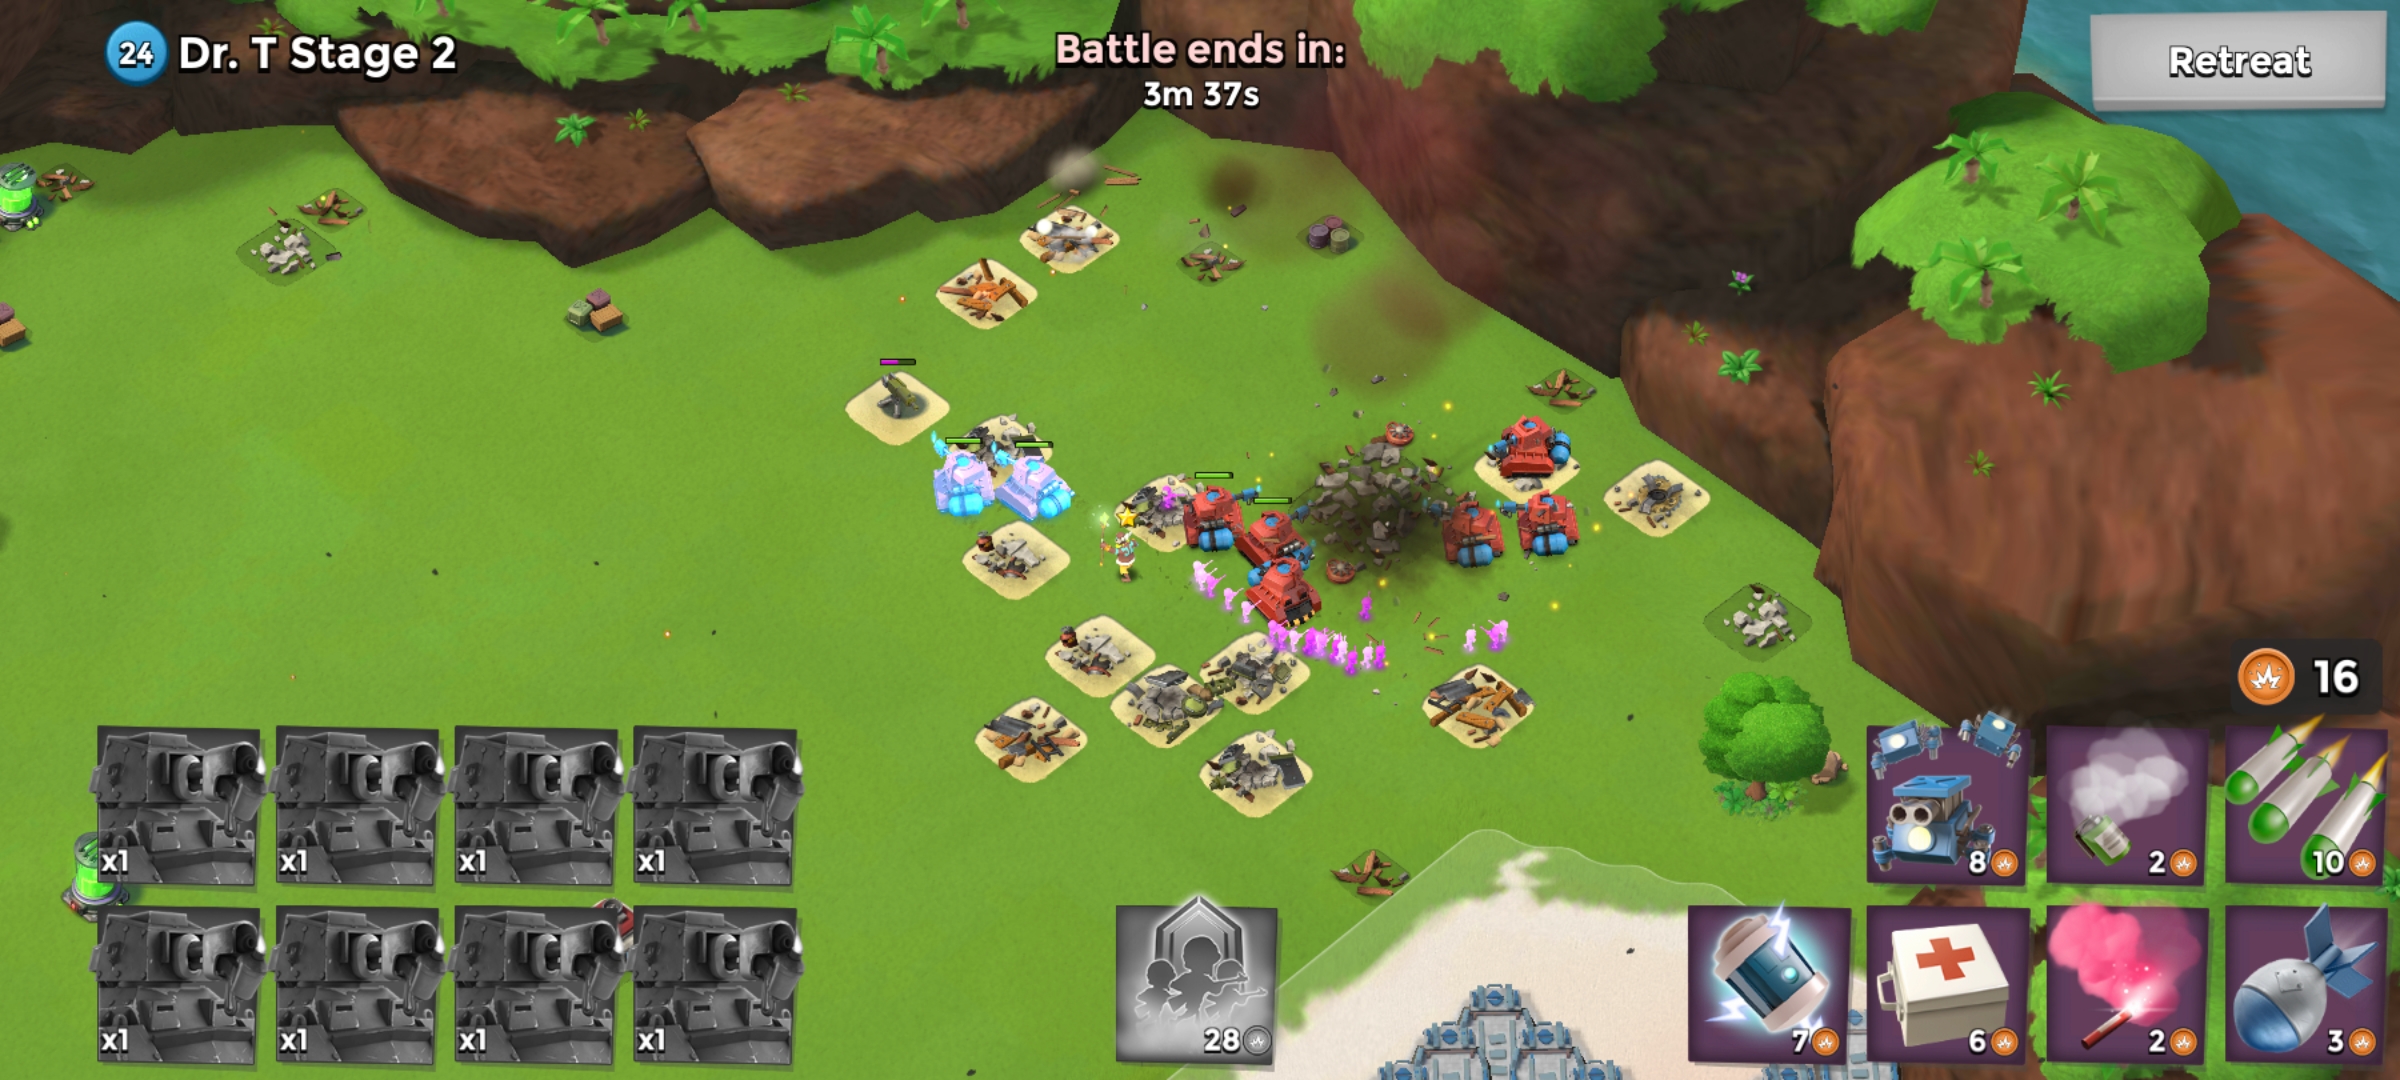 24 Dr. T Stage 2
Battle ends in:
3m 37s
Retreat
16
x1
x1
x1
x1
8
2
10
x1
x1
x1
x1
28
7
6
2
3